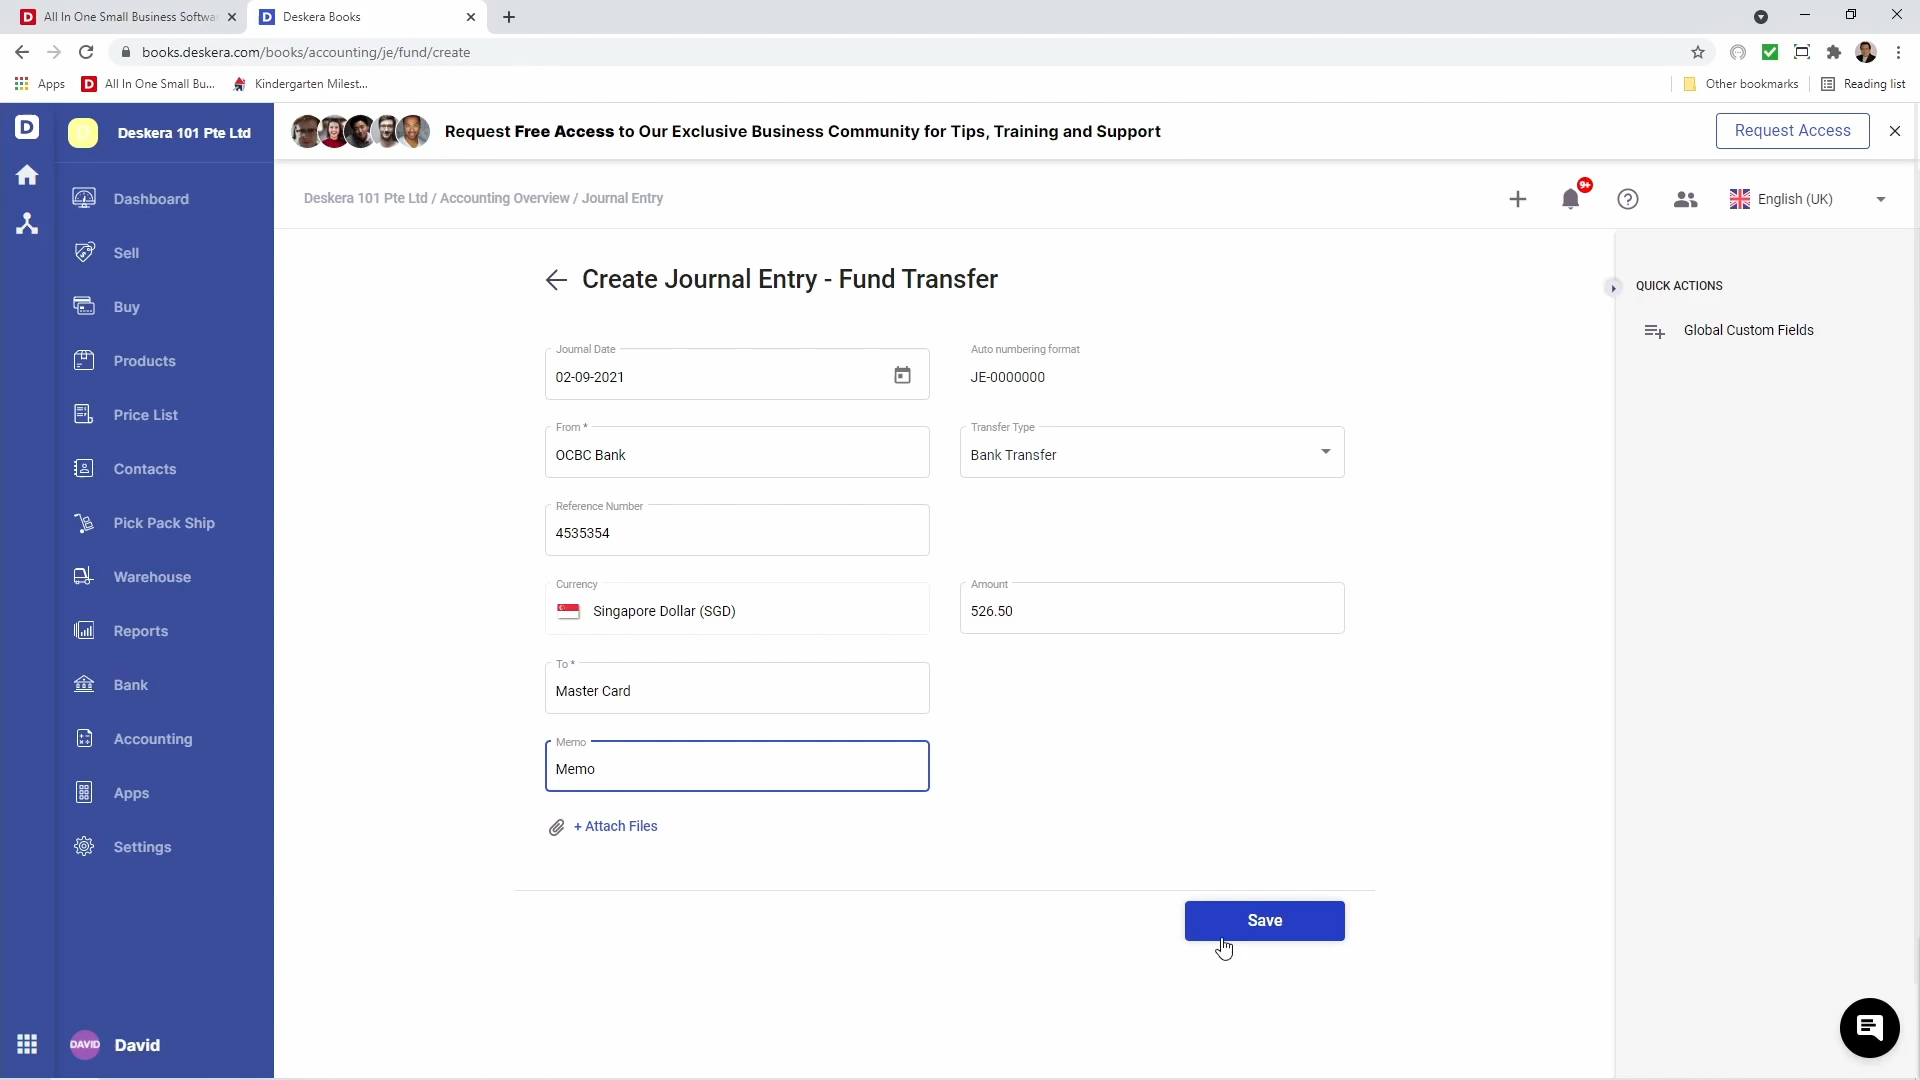 All In One Small Business Softwa
Deskera Books
books.deskera.com/books/accounting/je/fund/create
Apps
All In One Small Bu...
Kindergarten Milest...
Other bookmarks
Reading list
D
Deskera 101 Pte Ltd
Request Free Access to Our Exclusive Business Community for Tips, Training and Support
Request Access
Dashboard
Sell
Buy
Products
Price List
Contacts
Pick Pack Ship
Warehouse
Reports
Bank
Accounting
Apps
Settings
DAVID
David
Deskera 101 Pte Ltd / Accounting Overview / Journal Entry
9+
English (UK)
Create Journal Entry - Fund Transfer
Journal Date
02-09-2021
Auto numbering format
JE-0000000
From *
OCBC Bank
Transfer Type
Bank Transfer
Reference Number
4535354
Currency
Singapore Dollar (SGD)
Amount
526.50
To *
Master Card
Memo
Memo
+ Attach Files
Save
QUICK ACTIONS
Global Custom Fields